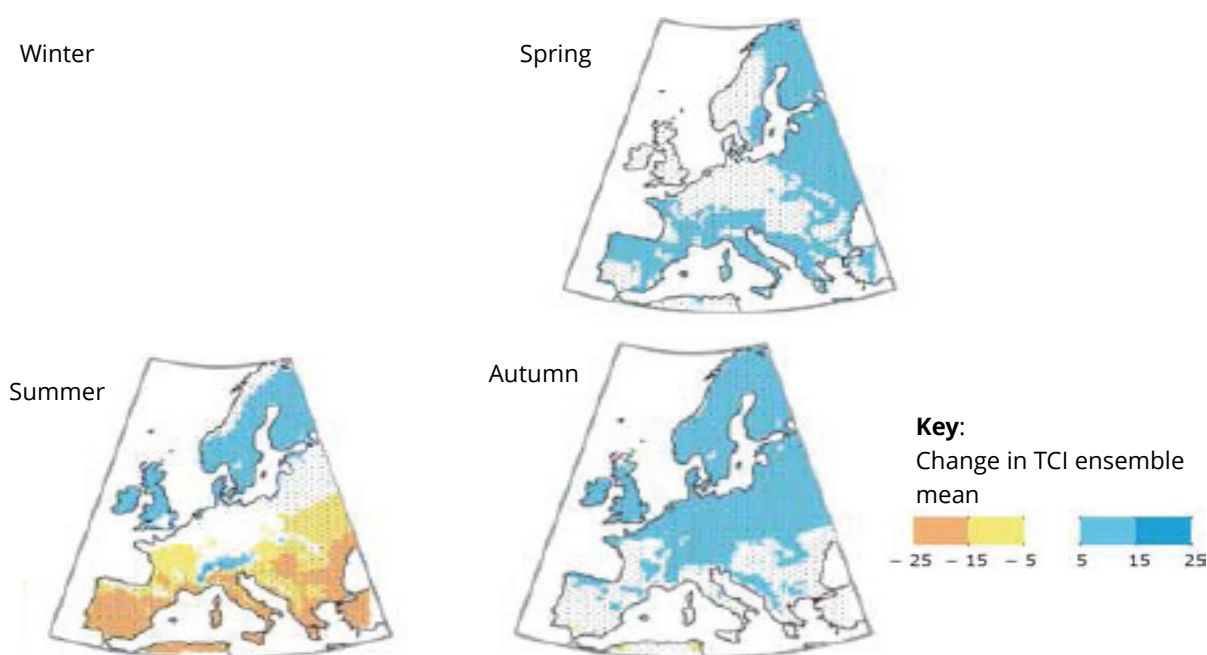 Winter
Spring
Summer
Autumn
Key:
Change in TCI ensemble
mean
− 25 − 15 − 5 5 15 25